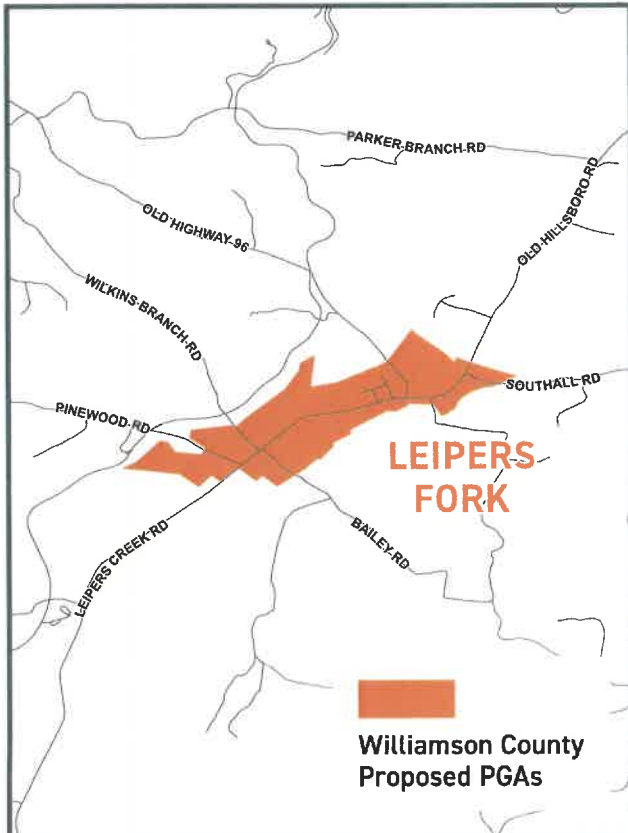 PARKER BRANCH RD
OLD HILLSBORO RD
OLD HIGHWAY 96
WILKINS BRANCH RD
SOUTHALL RD
PINEWOOD RD
LEIPERS
FORK
BAILEY RD
LEIPERS CREEK RD
Williamson County
Proposed PGAs